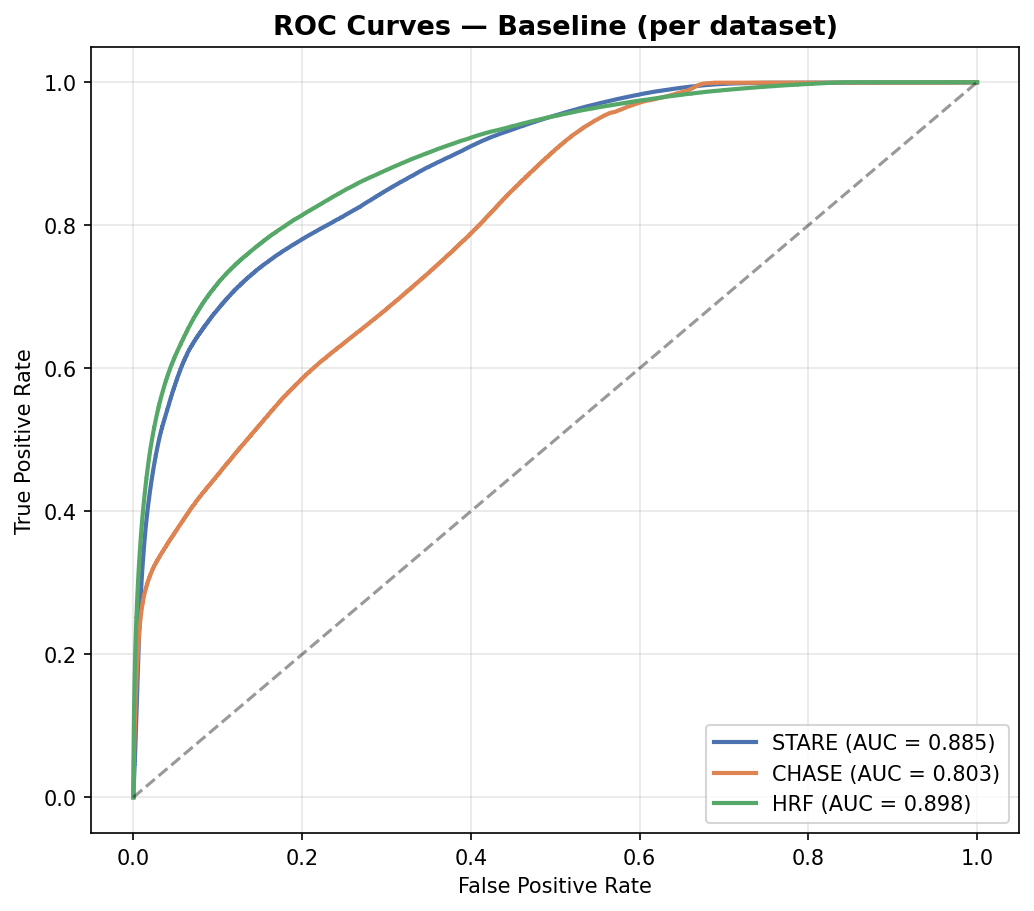 ROC Curves — Baseline (per dataset)
True Positive Rate
1.0
0.8
0.6
0.4
0.2
0.0
STARE (AUC = 0.885)
CHASE (AUC = 0.803)
HRF (AUC = 0.898)
0.0 0.2 0.4 0.6 0.8 1.0
False Positive Rate